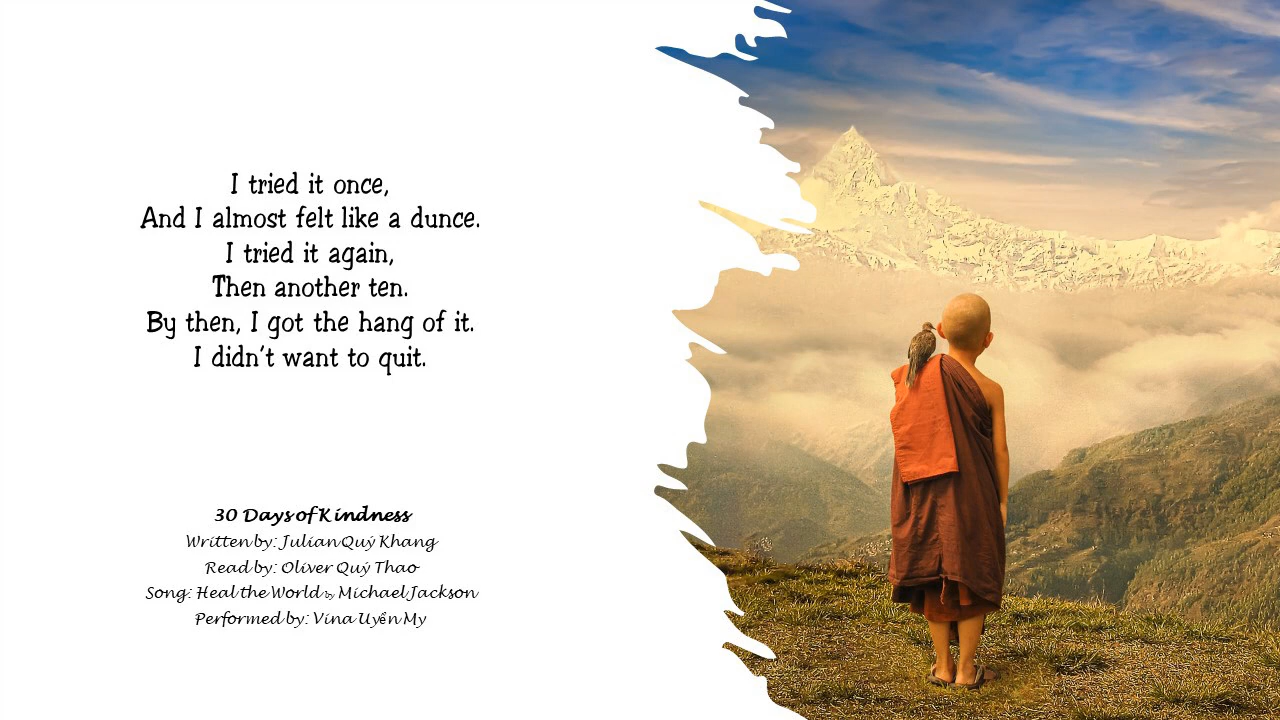 I tried it once,
And I almost felt like a dunce.
I tried it again,
Then another ten.
By then, I got the hang of it.
I didn't want to quit.
30 Days of Kindness
Written by: Julian Quý Khang
Read by: Oliver Quý Thao
Song: Heal the World by Michael Jackson
Performed by: Vina Uyển My